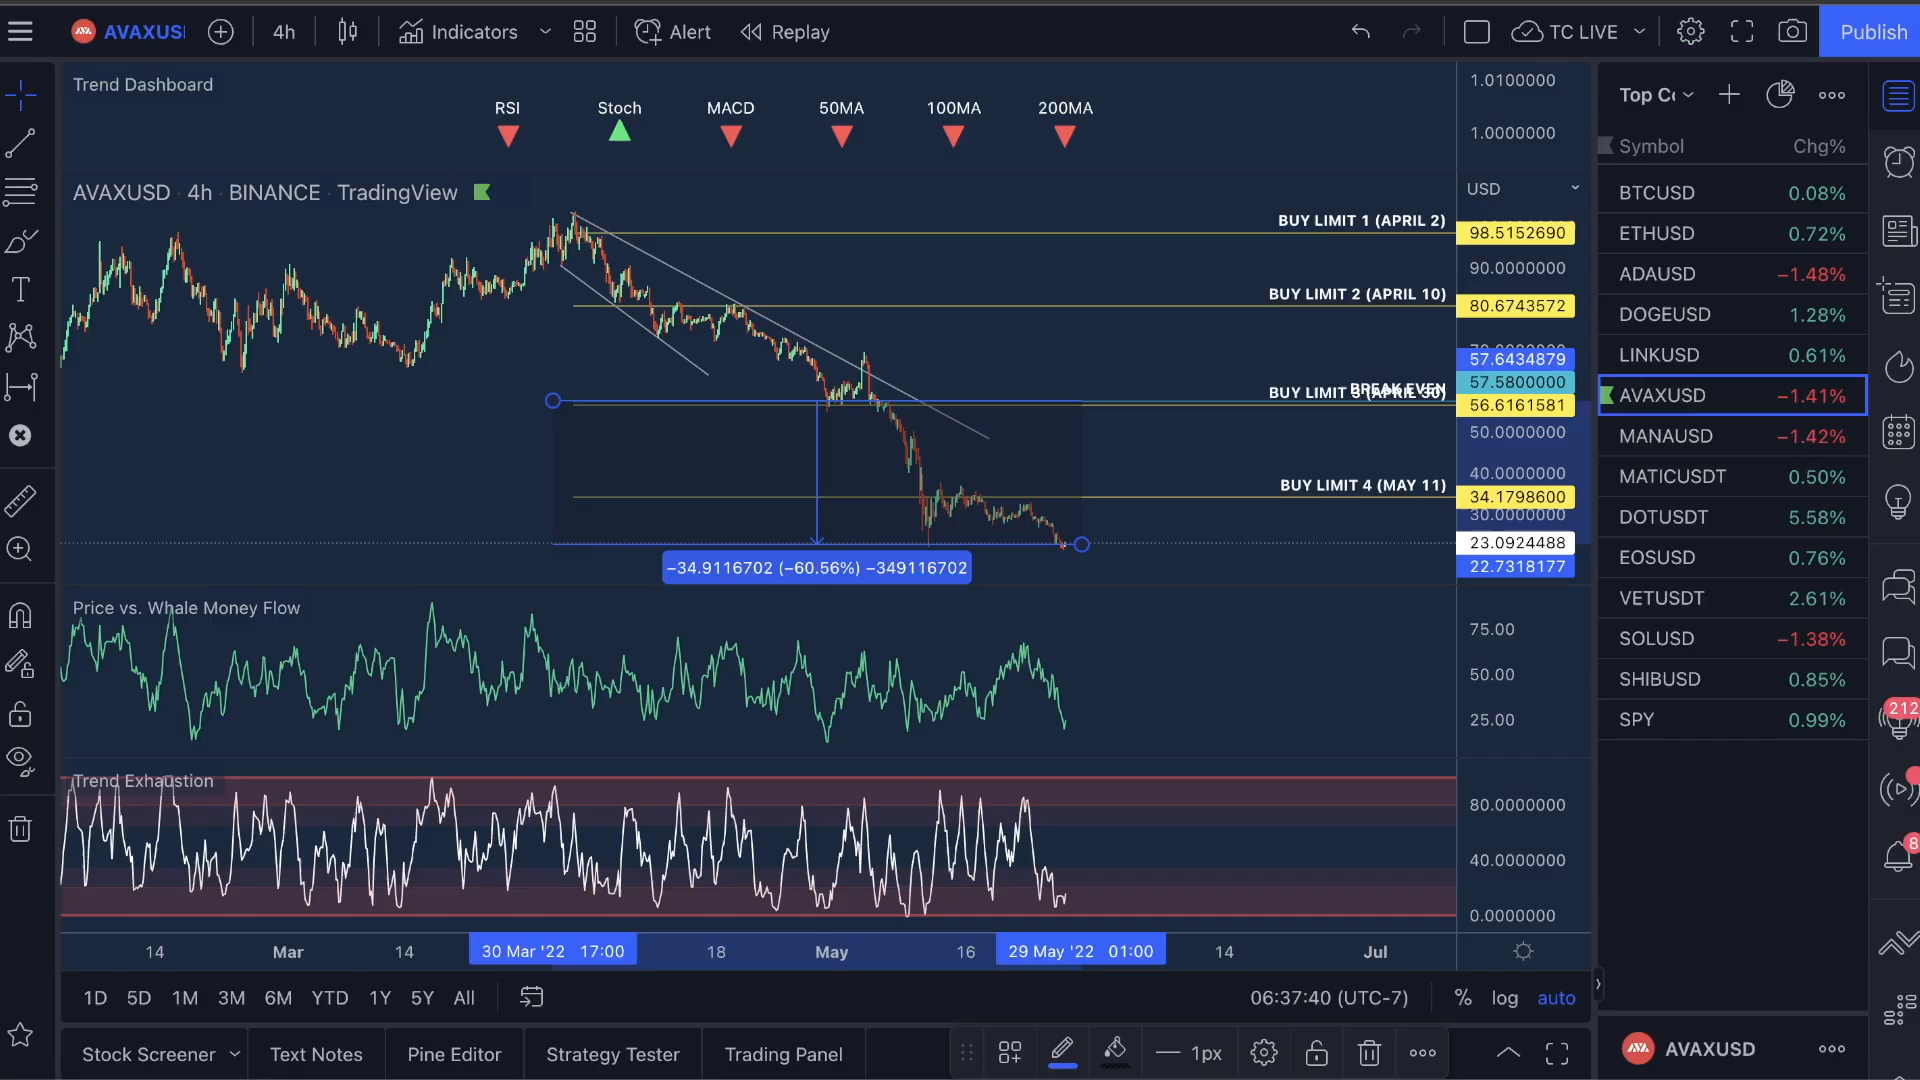 AVAXUSI
4h
Indicators
Alert
Replay
TC LIVE
Publish
Trend Dashboard
RSI
Stoch
MACD
50MA
100MA
200MA
1.0100000
1.0000000
AVAXUSD · 4h · BINANCE · TradingView
USD
BUY LIMIT 1 (APRIL 2)
98.5152690
90.0000000
BUY LIMIT 2 (APRIL 10)
80.6743572
57.6434879
57.5800000
BREAK EVEN
BUY LIMIT 3 (APRIL 30)
56.6161581
50.0000000
40.0000000
BUY LIMIT 4 (MAY 11)
34.1798600
30.0000000
23.0924488
22.7318177
−34.9116702 (−60.56%) −349116702
Price vs. Whale Money Flow
75.00
50.00
25.00
Trend Exhaustion
80.0000000
40.0000000
0.0000000
14
Mar
14
30 Mar '22 17:00
18
May
16
29 May '22 01:00
14
Jul
1D 5D 1M 3M 6M YTD 1Y 5Y All
06:37:40 (UTC-7)
%
log
auto
Stock Screener
Text Notes
Pine Editor
Strategy Tester
Trading Panel
1px
Top
Symbol Chg%
BTCUSD 0.08%
ETHUSD 0.72%
ADAUSD −1.48%
DOGEUSD 1.28%
LINKUSD 0.61%
AVAXUSD −1.41%
MANAUSD −1.42%
MATICUSDT 0.50%
DOTUSDT 5.58%
EOSUSD 0.76%
VETUSDT 2.61%
SOLUSD −1.38%
SHIBUSD 0.85%
SPY 0.99%
AVAXUSD
212
8